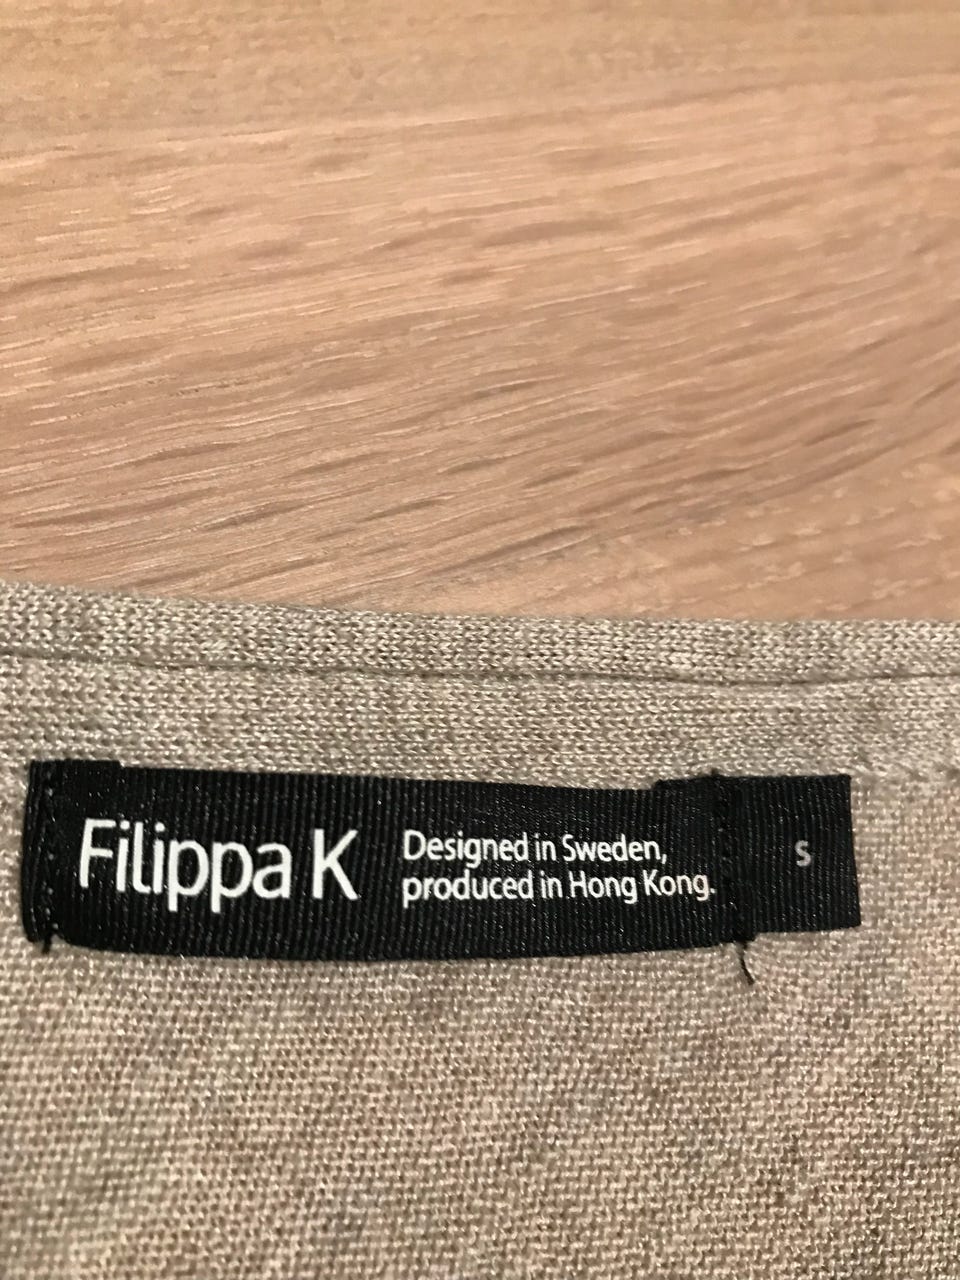 Filippa K
Designed in Sweden,
produced in Hong Kong.
S